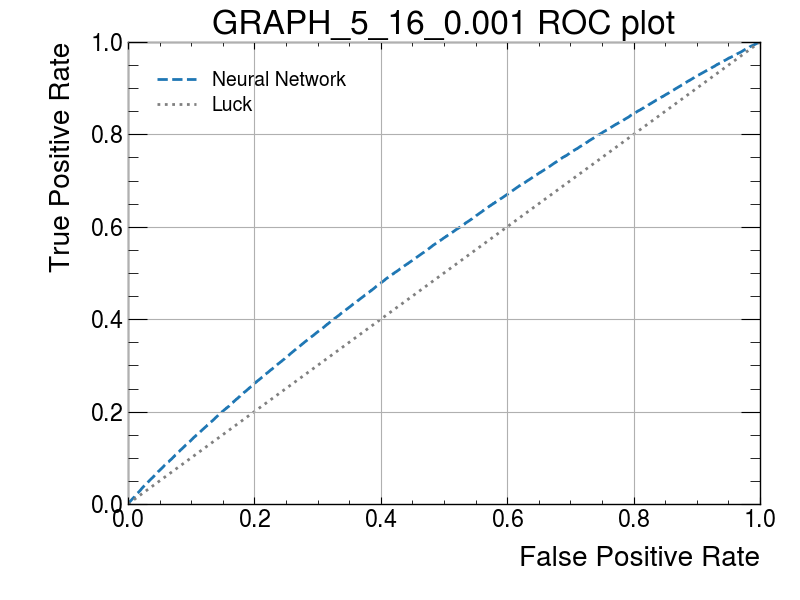 GRAPH_5_16_0.001 ROC plot
True Positive Rate
1.0
0.8
0.6
0.4
0.2
0.0
Neural Network
Luck
0.0 0.2 0.4 0.6 0.8 1.0
False Positive Rate